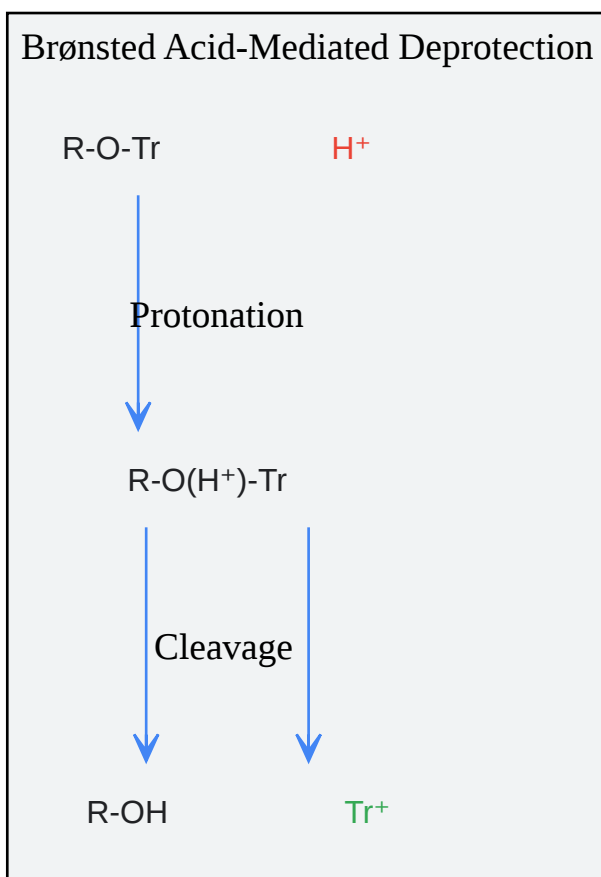 Brønsted Acid-Mediated Deprotection
R-O-Tr H⁺
Protonation
R-O(H⁺)-Tr
Cleavage
R-OH Tr⁺